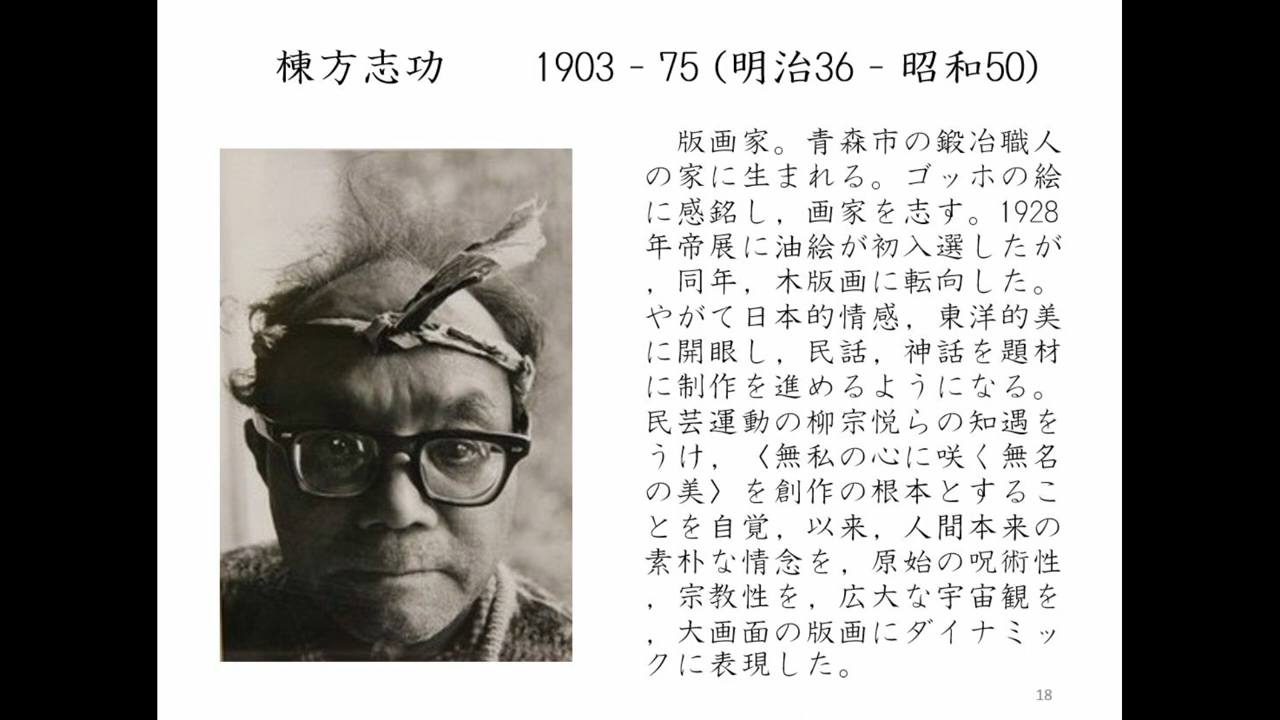 棟方志功　　1903‐75 (明治36‐昭和50)
　版画家。青森市の鍛冶職人
の家に生まれる。ゴッホの絵
に感銘し，画家を志す。1928
年帝展に油絵が初入選したが
，同年，木版画に転向した。
やがて日本的情感，東洋的美
に開眼し，民話，神話を題材
に制作を進めるようになる。
民芸運動の柳宗悦らの知遇を
うけ，〈無私の心に咲く無名
の美〉を創作の根本とするこ
とを自覚，以来，人間本来の
素朴な情念を，原始の呪術性
，宗教性を，広大な宇宙観を
，大画面の版画にダイナミッ
クに表現した。
18